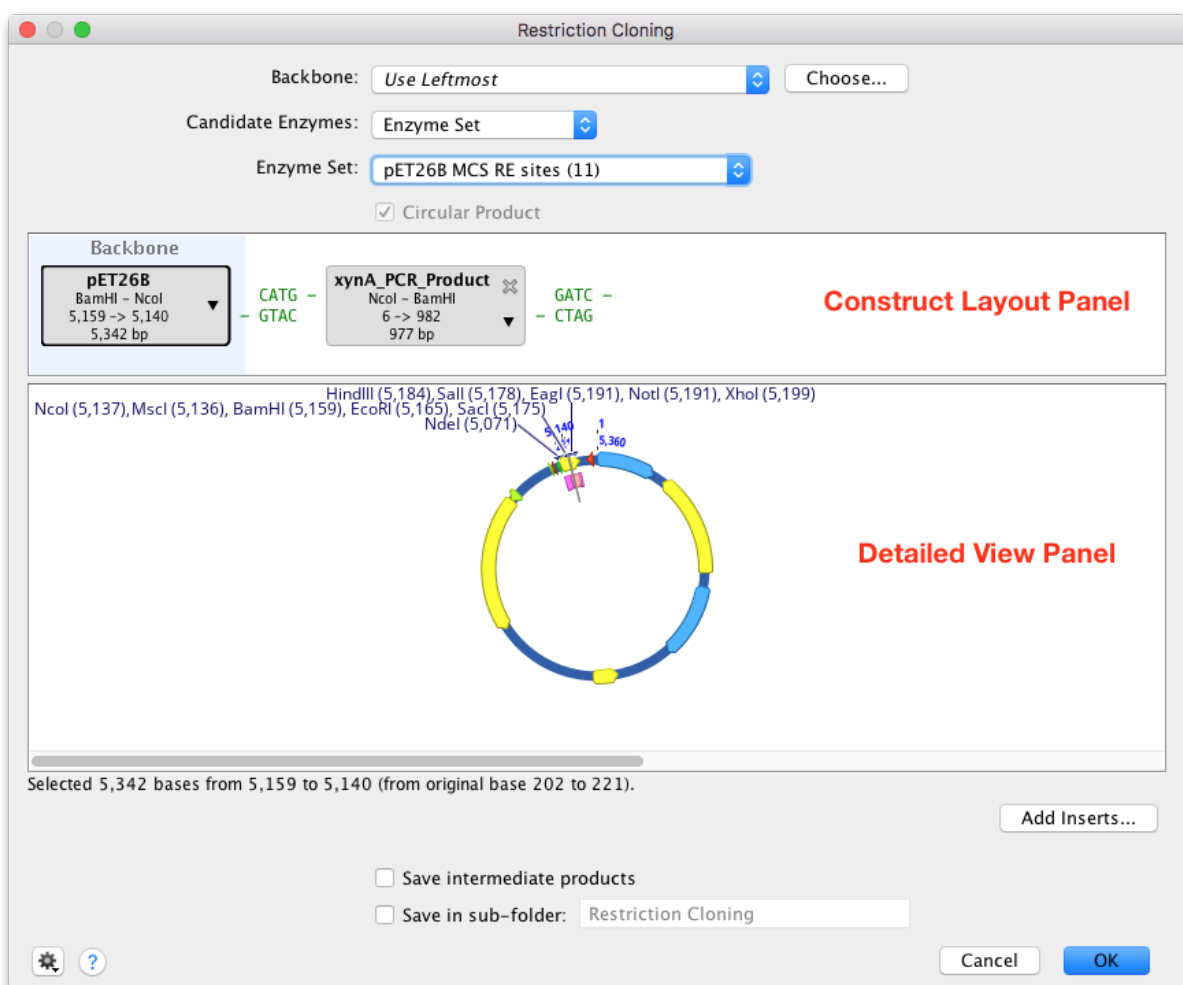 Restriction Cloning
Backbone: Use Leftmost Choose...
Candidate Enzymes: Enzyme Set
Enzyme Set: pET26B MCS RE sites (11)
Circular Product
Backbone
pET26B
BamHI - NcoI
5,159 -> 5,140
5,342 bp
CATG -
- GTAC
xynA_PCR_Product
NcoI - BamHI
6 -> 982
977 bp
GATC -
- CTAG
Construct Layout Panel
HindIII (5,184), SalI (5,178), EagI (5,191), NotI (5,191), XhoI (5,199)
NcoI (5,137), MscI (5,136), BamHI (5,159), EcoRI (5,165), SacI (5,175)
NdeI (5,071)
5,140
1
5,360
Detailed View Panel
Selected 5,342 bases from 5,159 to 5,140 (from original base 202 to 221).
Add Inserts...
Save intermediate products
Save in sub-folder: Restriction Cloning
? Cancel OK